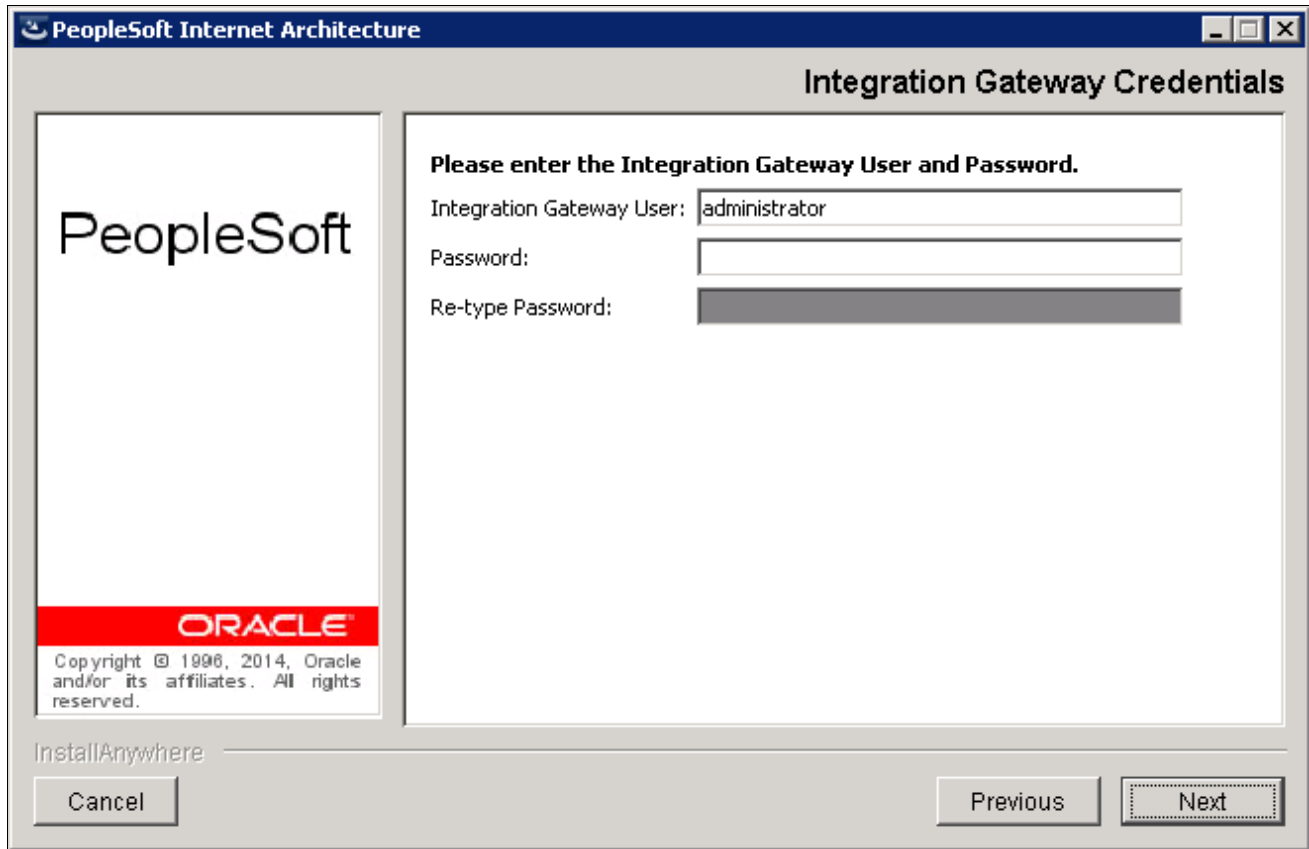 PeopleSoft Internet Architecture
Integration Gateway Credentials
PeopleSoft
ORACLE
Copyright © 1996, 2014, Oracle
and/or its affiliates. All rights
reserved.
Please enter the Integration Gateway User and Password.
Integration Gateway User: administrator
Password:
Re-type Password:
InstallAnywhere
Cancel Previous Next